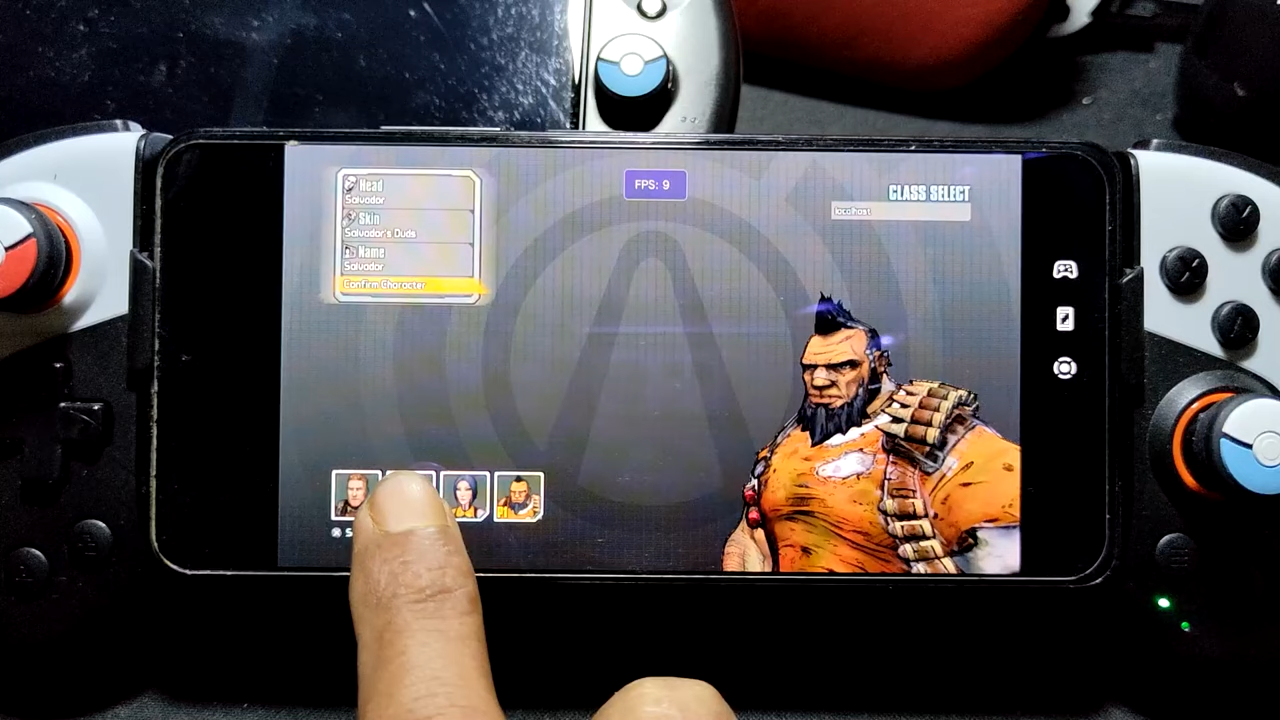 Head
Salvador
Skin
Salvador's Duds
Name
Salvador
Confirm Character
FPS: 9
CLASS SELECT
localhost